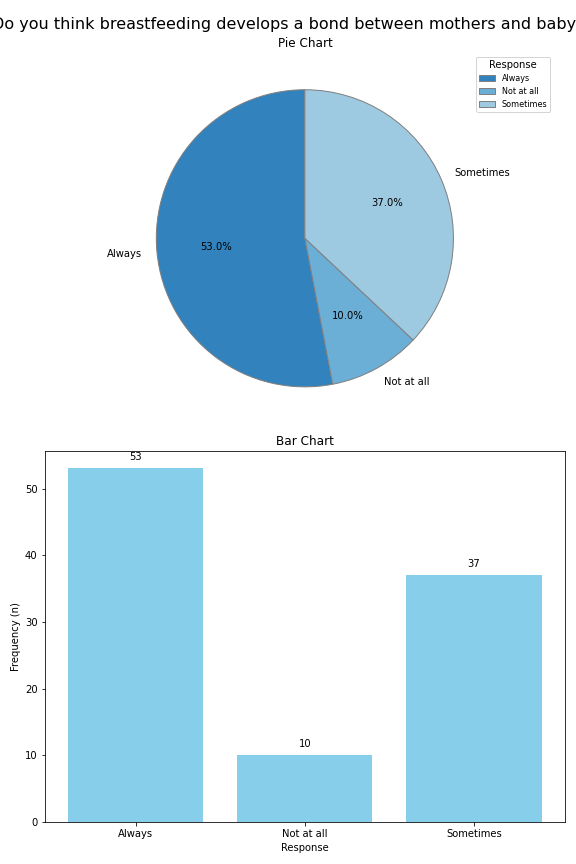 Do you think breastfeeding develops a bond between mothers and baby
Pie Chart
Response
Always
Not at all
Sometimes
Sometimes
37.0%
53.0%
Always
10.0%
Not at all
Bar Chart
53
50
40
37
30
Frequency (n)
20
10
10
0
Always
Not at all
Sometimes
Response